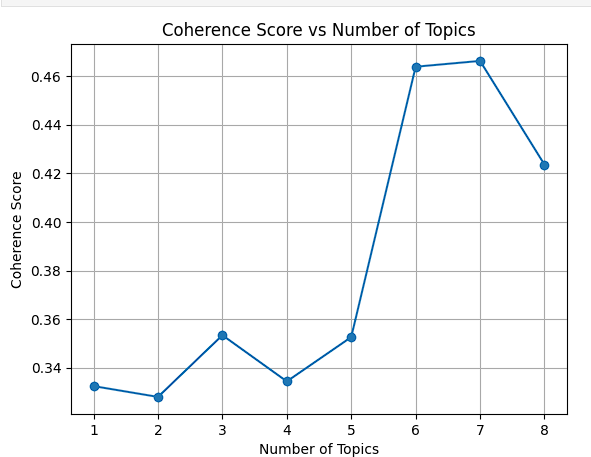 Coherence Score vs Number of Topics
0.46
0.44
0.42
0.40
0.38
0.36
0.34
Coherence Score
1 2 3 4 5 6 7 8
Number of Topics